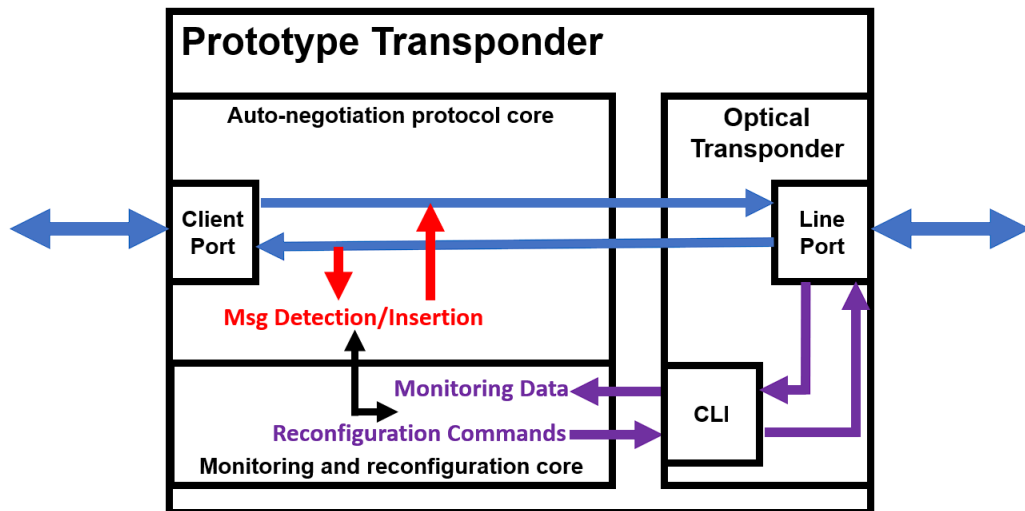 Prototype Transponder
Auto-negotiation protocol core
Optical
Transponder
Client
Port
Line
Port
Msg Detection/Insertion
Monitoring Data
CLI
Reconfiguration Commands
Monitoring and reconfiguration core